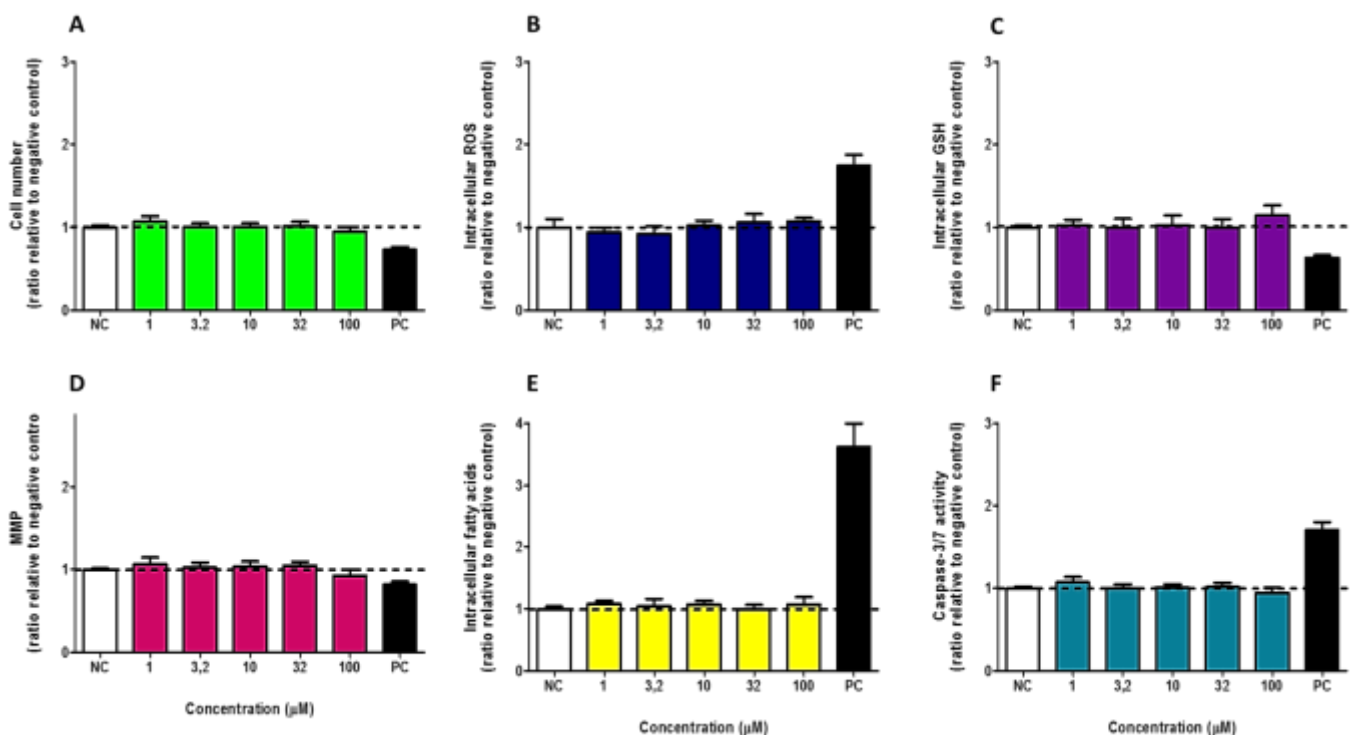 A
Cell number
(ratio relative to negative control)
3
2
1
0
NC 1 3,2 10 32 100 PC
B
Intracellular ROS
(ratio relative to negative control)
3
2
1
0
NC 1 3,2 10 32 100 PC
C
Intracellular GSH
(ratio relative to negative control)
3
2
1
0
NC 1 3,2 10 32 100 PC
D
MMP
(ratio relative to negative contro
2
1
0
NC 1 3,2 10 32 100 PC
Concentration (µM)
E
Intracellular fatty acids
(ratio relative to negative control)
4
3
2
1
0
NC 1 3,2 10 32 100 PC
Concentration (µM)
F
Caspase-3/7 activity
(ratio relative to negative control)
3
2
1
0
NC 1 3,2 10 32 100 PC
Concentration (µM)